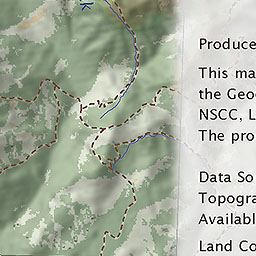 k
Produce
This ma
the Geo
NSCC, L
The pro
Data So
Topogra
Availabl
Land Co